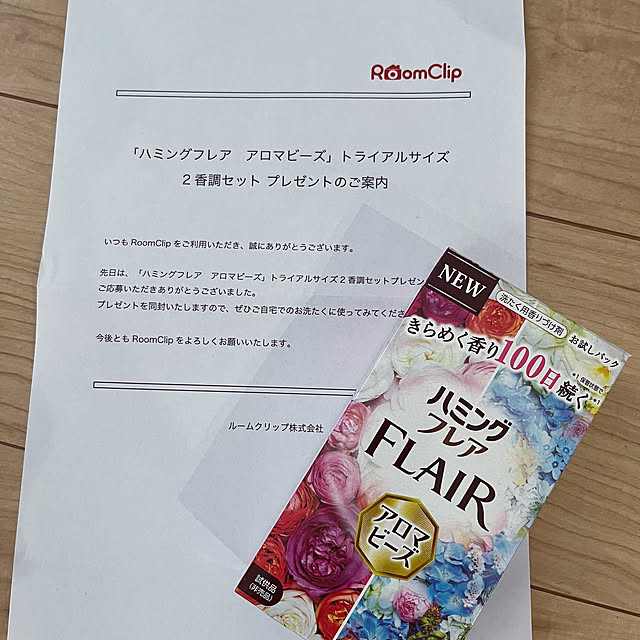 RoomClip
「ハミングフレア　アロマビーズ」トライアルサイズ
２香調セット プレゼントのご案内
いつも RoomClip をご利用いただき、誠にありがとうございます。
先日は、「ハミングフレア　アロマビーズ」トライアルサイズ２香調セットプレゼン
ご応募いただきありがとうございました。
プレゼントを同封いたしますので、ぜひご自宅でのお洗たくに使ってみてくださ
今後とも RoomClip をよろしくお願いいたします。
ルームクリップ株式会社
NEW
洗たく用香りづけ剤　お試しパック
きらめく香り100日続く
ハミング
フレア
FLAIR
アロマ
ビーズ
試供品
(非売品)